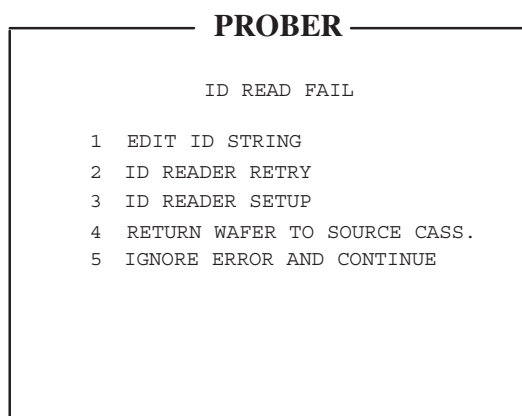 PROBER
ID READ FAIL
1 EDIT ID STRING
2 ID READER RETRY
3 ID READER SETUP
4 RETURN WAFER TO SOURCE CASS.
5 IGNORE ERROR AND CONTINUE